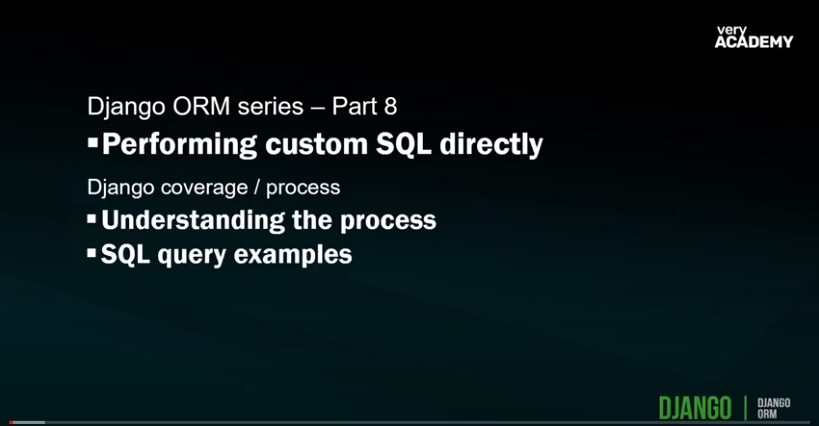 very
ACADEMY
Django ORM series – Part 8
▪Performing custom SQL directly
Django coverage / process
▪Understanding the process
▪SQL query examples
DJANGO | DJANGO
ORM